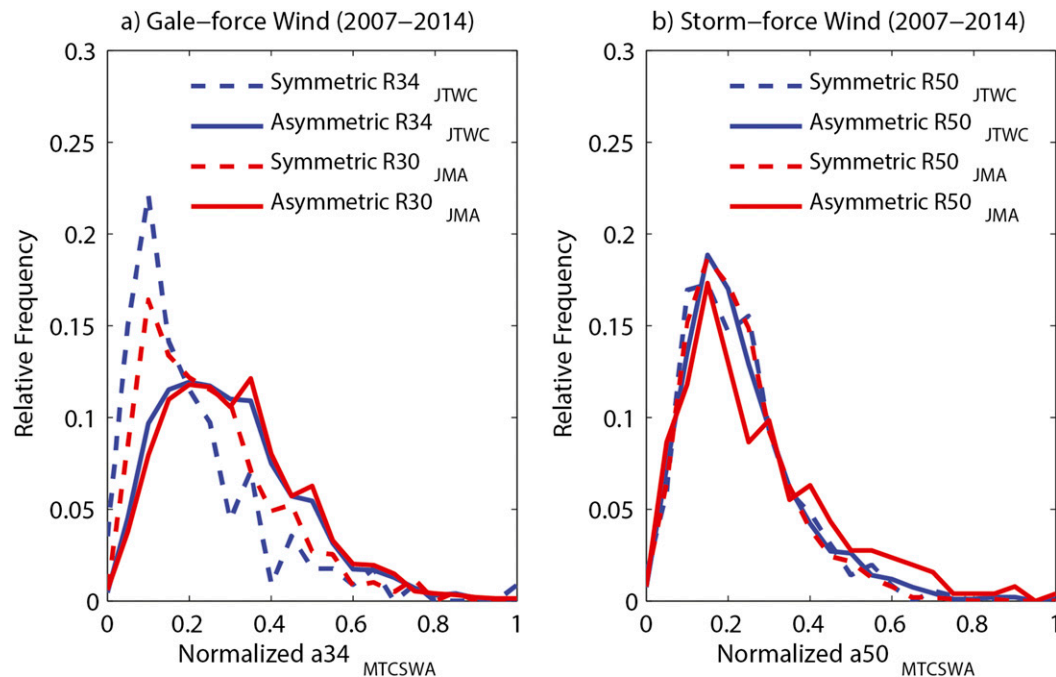 a) Gale–force Wind (2007–2014)
0.3
0.25
0.2
0.15
0.1
0.05
0
Relative Frequency
Symmetric R34 JTWC
Asymmetric R34 JTWC
Symmetric R30 JMA
Asymmetric R30 JMA
0 0.2 0.4 0.6 0.8 1
Normalized a34 MTCSWA
b) Storm–force Wind (2007–2014)
0.3
0.25
0.2
0.15
0.1
0.05
0
Relative Frequency
Symmetric R50 JTWC
Asymmetric R50 JTWC
Symmetric R50 JMA
Asymmetric R50 JMA
0 0.2 0.4 0.6 0.8 1
Normalized a50 MTCSWA